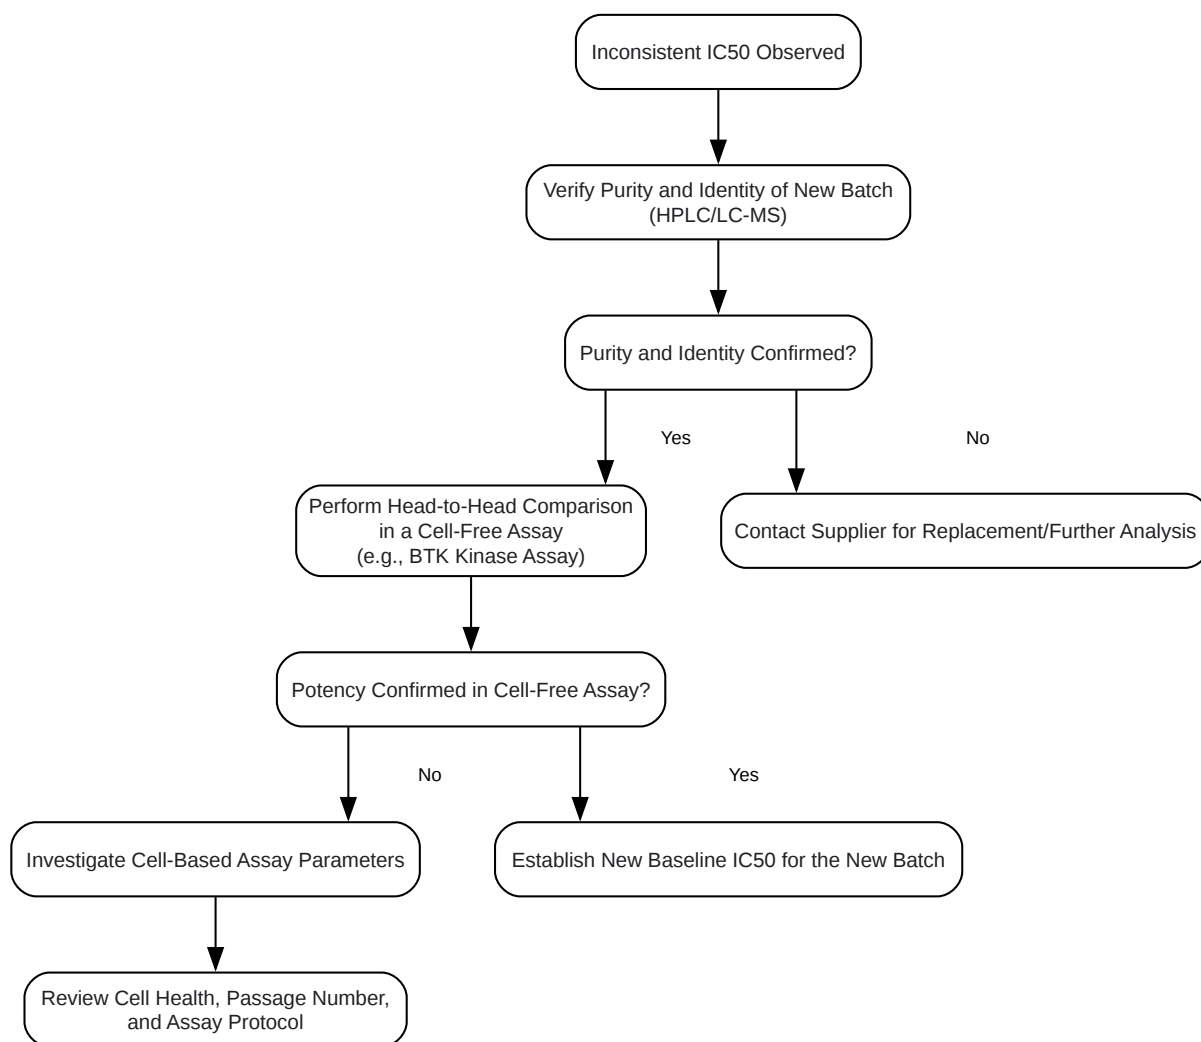 Inconsistent IC50 Observed
Verify Purity and Identity of New Batch
(HPLC/LC-MS)
Purity and Identity Confirmed?
Yes
No
Perform Head-to-Head Comparison
in a Cell-Free Assay
(e.g., BTK Kinase Assay)
Contact Supplier for Replacement/Further Analysis
Potency Confirmed in Cell-Free Assay?
No
Yes
Investigate Cell-Based Assay Parameters
Establish New Baseline IC50 for the New Batch
Review Cell Health, Passage Number,
and Assay Protocol